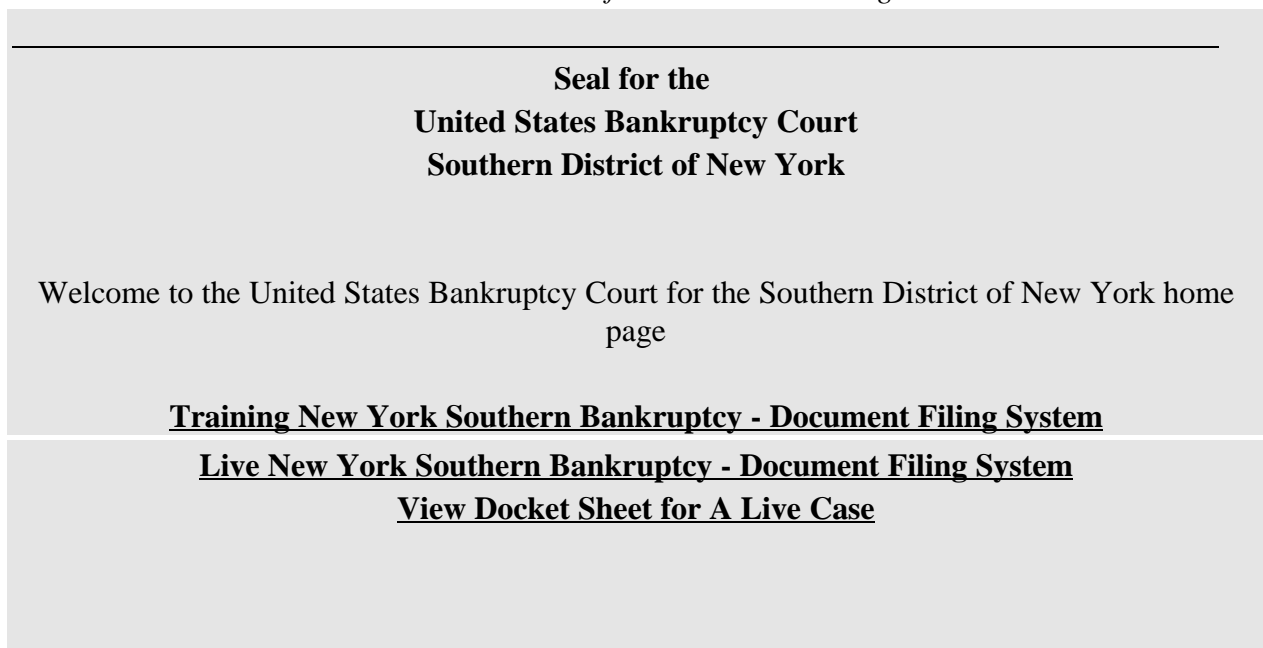 Seal for the
United States Bankruptcy Court
Southern District of New York
Welcome to the United States Bankruptcy Court for the Southern District of New York home
page
Training New York Southern Bankruptcy - Document Filing System
Live New York Southern Bankruptcy - Document Filing System
View Docket Sheet for A Live Case